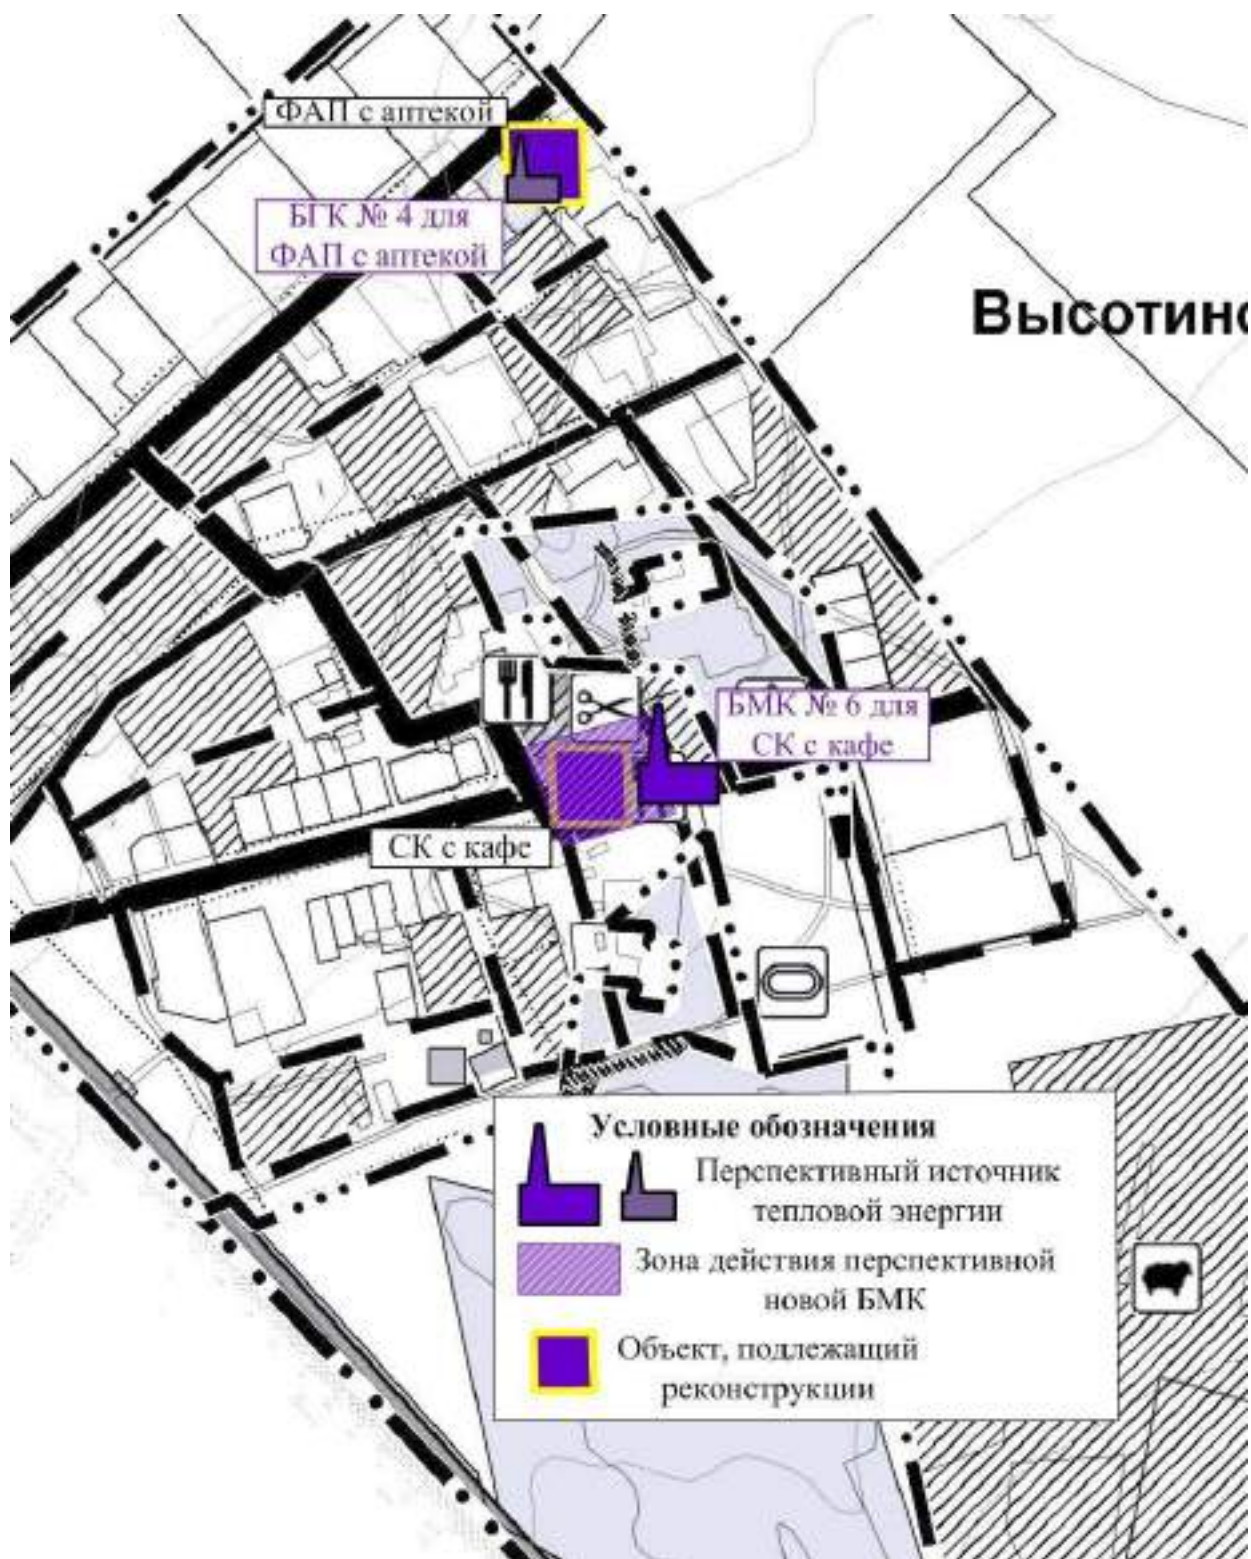 ФАП с аптекой
БГК № 4 для
ФАП с аптекой
Высотино
БМК № 6 для
СК с кафе
СК с кафе
Условные обозначения
Перспективный источник
тепловой энергии
Зона действия перспективной
новой БМК
Объект, подлежащий
реконструкции